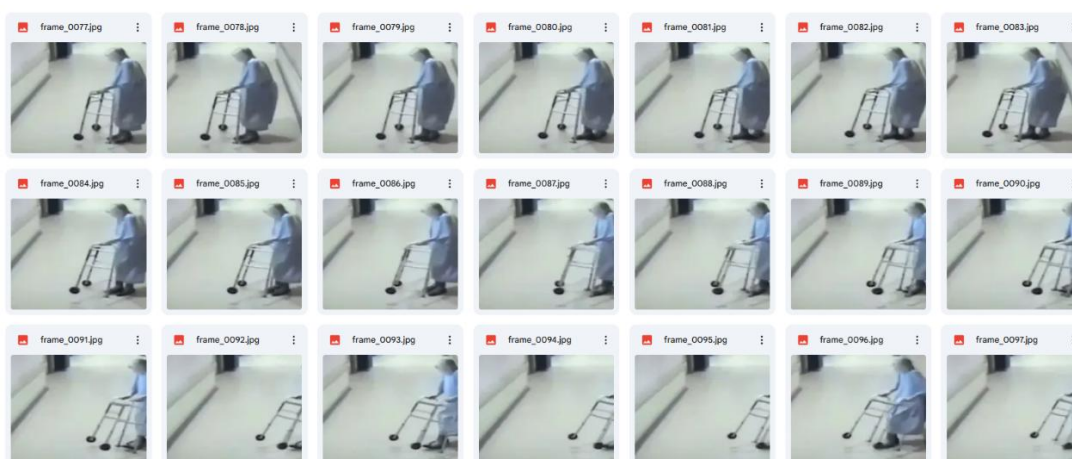 frame_0077.jpg
frame_0078.jpg
frame_0079.jpg
frame_0080.jpg
frame_0081.jpg
frame_0082.jpg
frame_0083.jpg
frame_0084.jpg
frame_0085.jpg
frame_0086.jpg
frame_0087.jpg
frame_0088.jpg
frame_0089.jpg
frame_0090.jpg
frame_0091.jpg
frame_0092.jpg
frame_0093.jpg
frame_0094.jpg
frame_0095.jpg
frame_0096.jpg
frame_0097.jpg